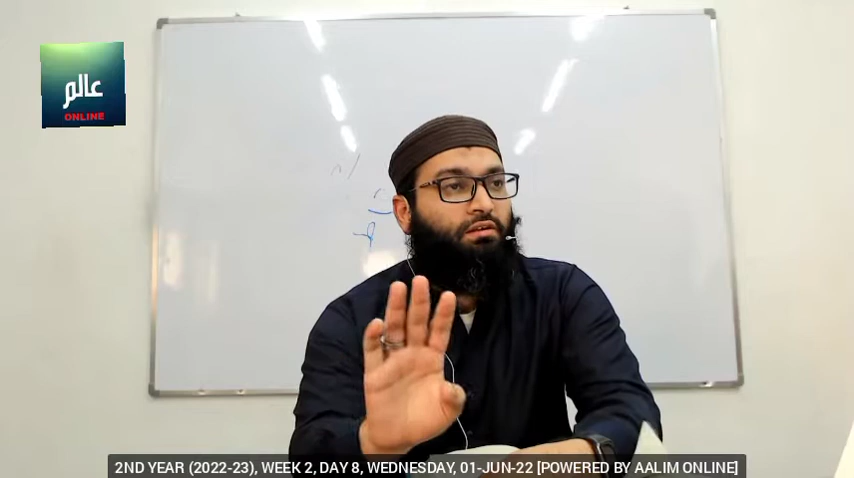 عالم
ONLINE
2ND YEAR (2022-23), WEEK 2, DAY 8, WEDNESDAY, 01-JUN-22 [POWERED BY AALIM ONLINE]